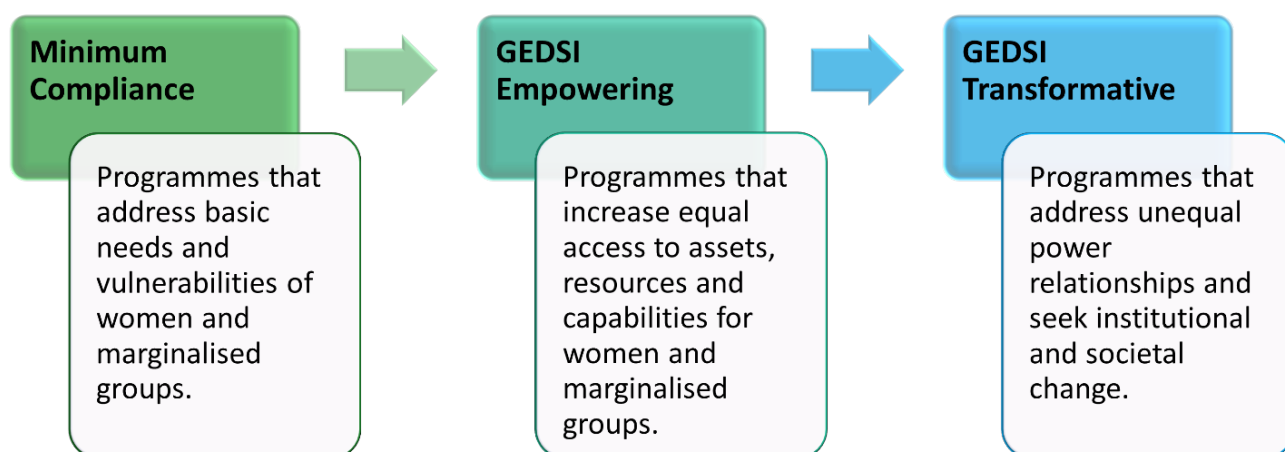 Minimum
Compliance
Programmes that
address basic
needs and
vulnerabilities of
women and
marginalised
groups.
GEDSI
Empowering
Programmes that
increase equal
access to assets,
resources and
capabilities for
women and
marginalised
groups.
GEDSI
Transformative
Programmes that
address unequal
power
relationships and
seek institutional
and societal
change.